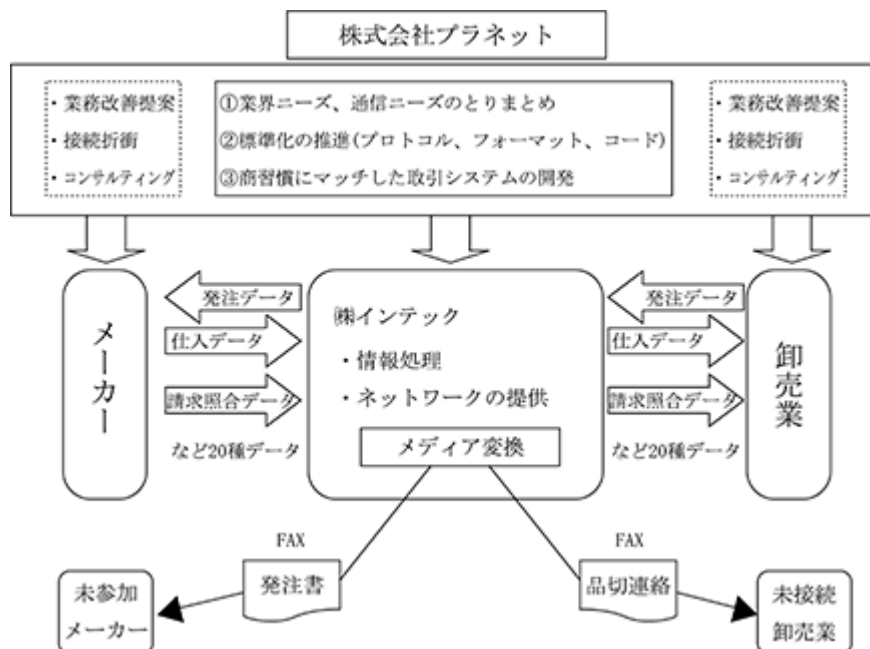 株式会社プラネット
・業務改善提案
・接続折衝
・コンサルティング
①業界ニーズ、通信ニーズのとりまとめ
②標準化の推進(プロトコル、フォーマット、コード)
③商習慣にマッチした取引システムの開発
・業務改善提案
・接続折衝
・コンサルティング
メーカー
発注データ
仕入データ
請求照合データ
など20種データ
㈱インテック
・情報処理
・ネットワークの提供
メディア変換
発注データ
仕入データ
請求照合データ
など20種データ
卸売業
FAX
発注書
FAX
品切連絡
未参加
メーカー
未接続
卸売業